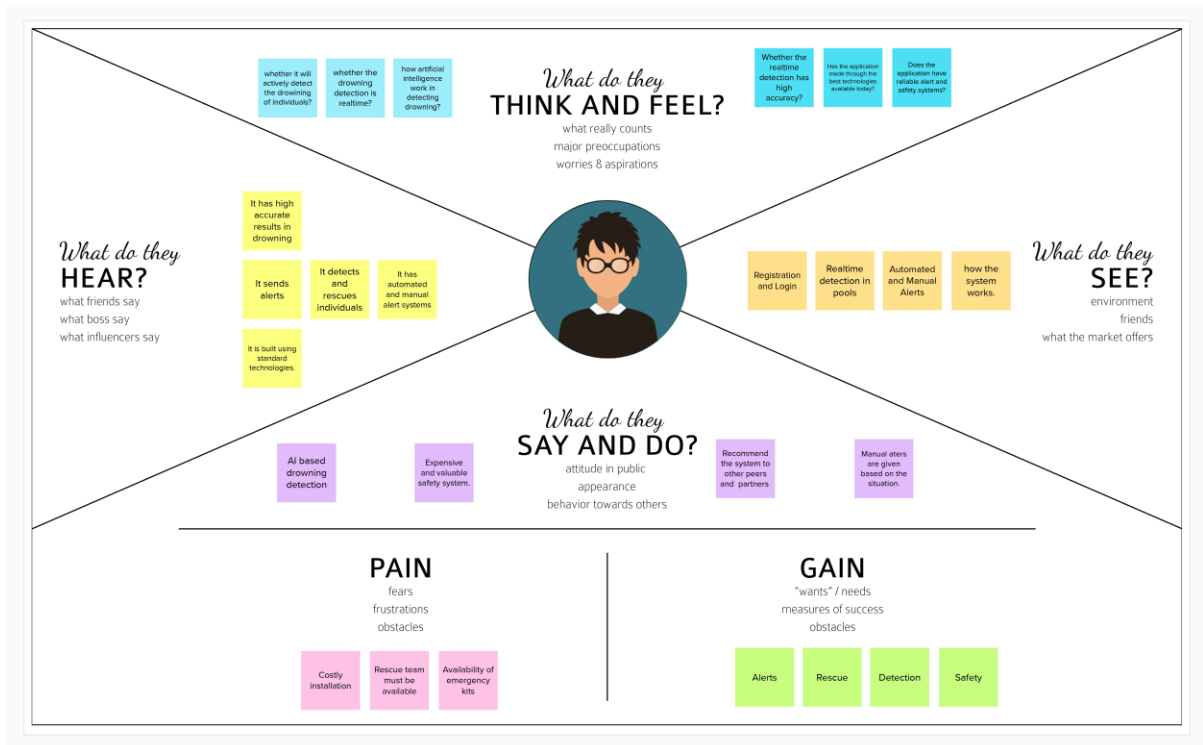 whether it will
actively detect
the drowining
of individuals?
whether the
drowning
detection is
realtime?
how artificial
intelligence
work in
detecting
drowning?
What do they
THINK AND FEEL?
what really counts
major preoccupations
worries & aspirations
Whether the
realtime
detection has
high
accuracy?
Has the application
made through the
best technologies
available today?
Does the
application have
reliable alert and
safety systems?
What do they
HEAR?
what friends say
what boss say
what influencers say
It has high
accurate
results in
drowning
It sends
alerts
It detects
and
rescues
individuals
It has
automated
and manual
alert systems
It is built using
standard
technologies.
Registration
and Login
Realtime
detection in
pools
Automated
and Manual
Alerts
how the
system
works.
What do they
SEE?
environment
friends
what the market offers
What do they
SAY AND DO?
attitude in public
appearance
behavior towards others
AI based
drowning
detection
Expensive
and valuable
safety system.
Recommend
the system to
other peers
and partners
Manual aters
are given
based on the
situation.
PAIN
fears
frustrations
obstacles
Costly
installation
Rescue team
must be
available
Availability of
emergency
kits
GAIN
"wants" / needs
measures of success
obstacles
Alerts
Rescue
Detection
Safety